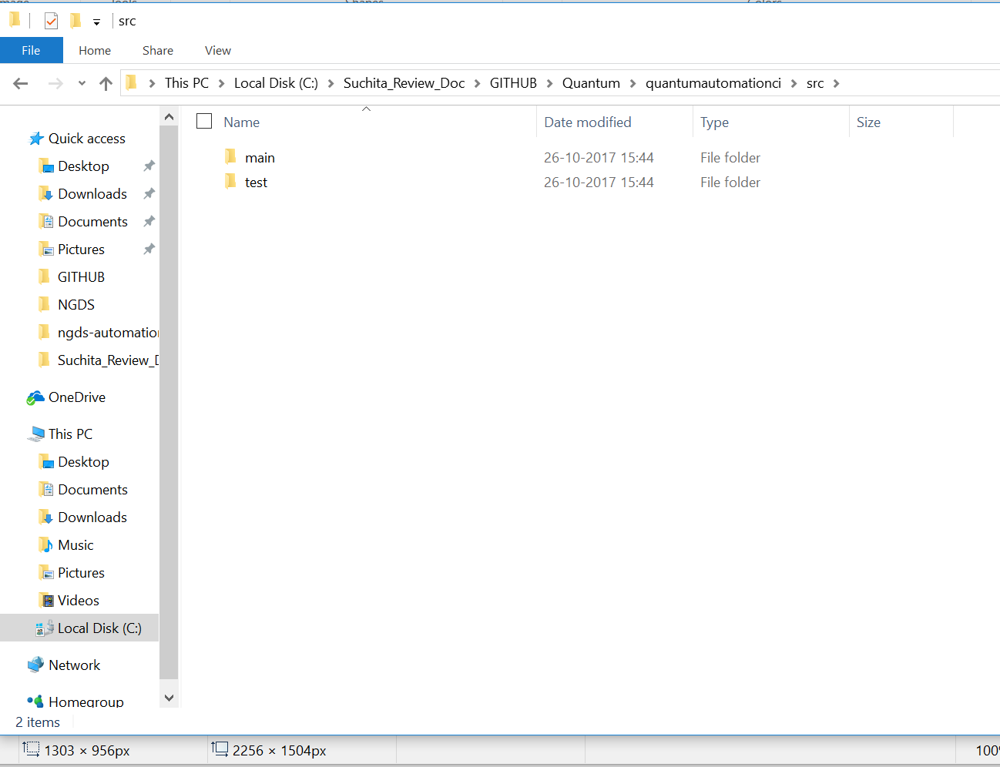 src
File Home Share View
This PC Local Disk (C:) Suchita_Review_Doc GITHUB Quantum quantumautomationci src
Name Date modified Type Size
main 26-10-2017 15:44 File folder
test 26-10-2017 15:44 File folder
Quick access
Desktop
Downloads
Documents
Pictures
GITHUB
NGDS
ngds-automatio
Suchita_Review_D
OneDrive
This PC
Desktop
Documents
Downloads
Music
Pictures
Videos
Local Disk (C:)
Network
Homegroup
2 items
1303 × 956px 2256 × 1504px 100%